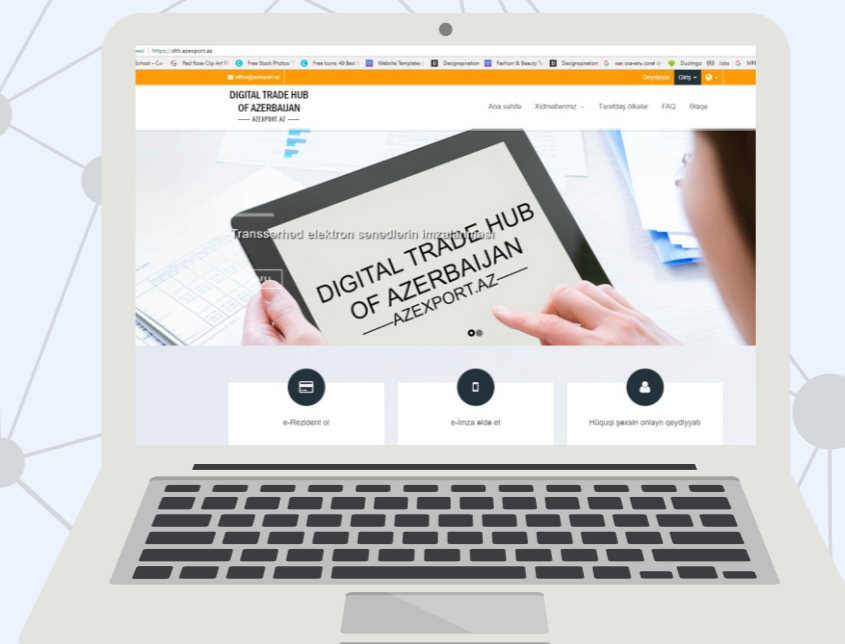 https://dth.azexport.az
Red Rose Clip Art Fr
Free Stock Photos
Free Icons: 49 Best
Website Templates
Designspiration
Fashion & Beauty
Designspiration
Duolingo
Jobs
office@azexport.az
Qeydiyyat Giriş
DIGITAL TRADE HUB
OF AZERBAIJAN
AZEXPORT.AZ
Ana səhifə Xidmətlərimiz Tərəfdaş ölkələr FAQ Əlaqə
Transsərhəd elektron sənədlərin imzalanması
DIGITAL TRADE HUB
OF AZERBAIJAN
AZEXPORT.AZ
e-Rezident ol
e-İmza əldə et
Hüquqi şəxsin onlayn qeydiyyatı